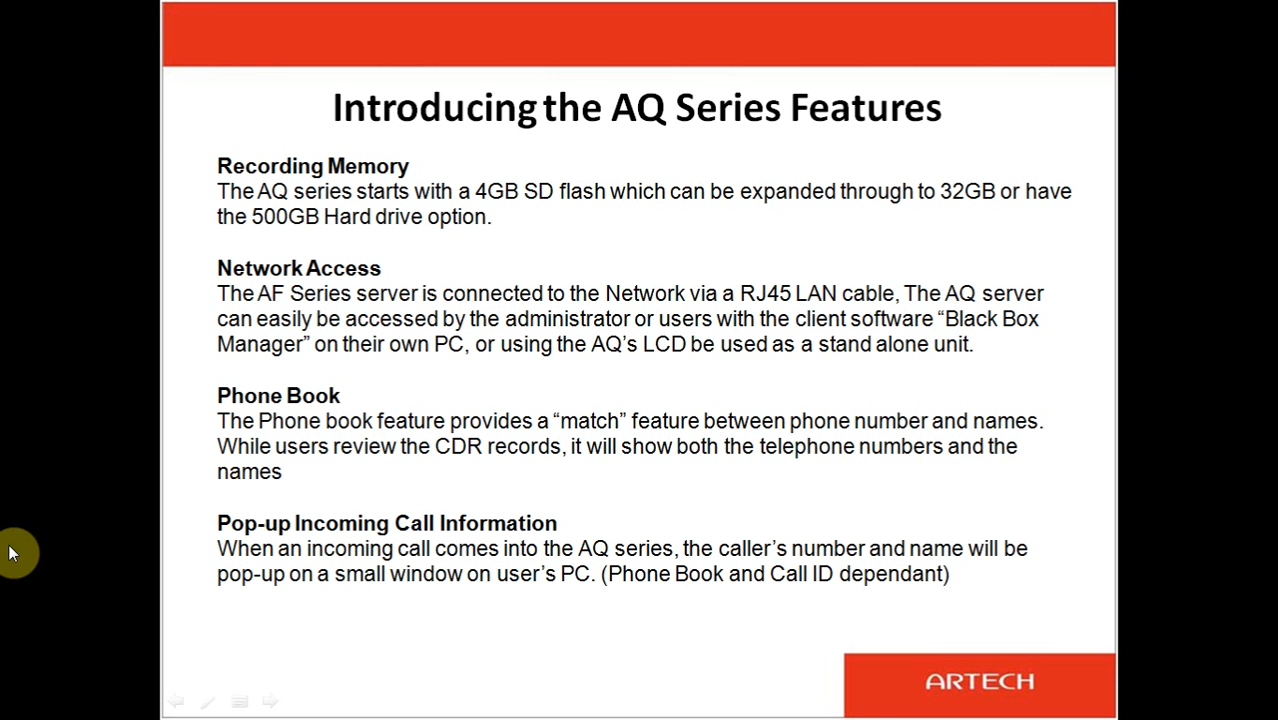 Introducing the AQ Series Features
Recording Memory
The AQ series starts with a 4GB SD flash which can be expanded through to 32GB or have
the 500GB Hard drive option.
Network Access
The AF Series server is connected to the Network via a RJ45 LAN cable, The AQ server
can easily be accessed by the administrator or users with the client software “Black Box
Manager” on their own PC, or using the AQ’s LCD be used as a stand alone unit.
Phone Book
The Phone book feature provides a “match” feature between phone number and names.
While users review the CDR records, it will show both the telephone numbers and the
names
Pop-up Incoming Call Information
When an incoming call comes into the AQ series, the caller’s number and name will be
pop-up on a small window on user’s PC. (Phone Book and Call ID dependant)
ARTECH